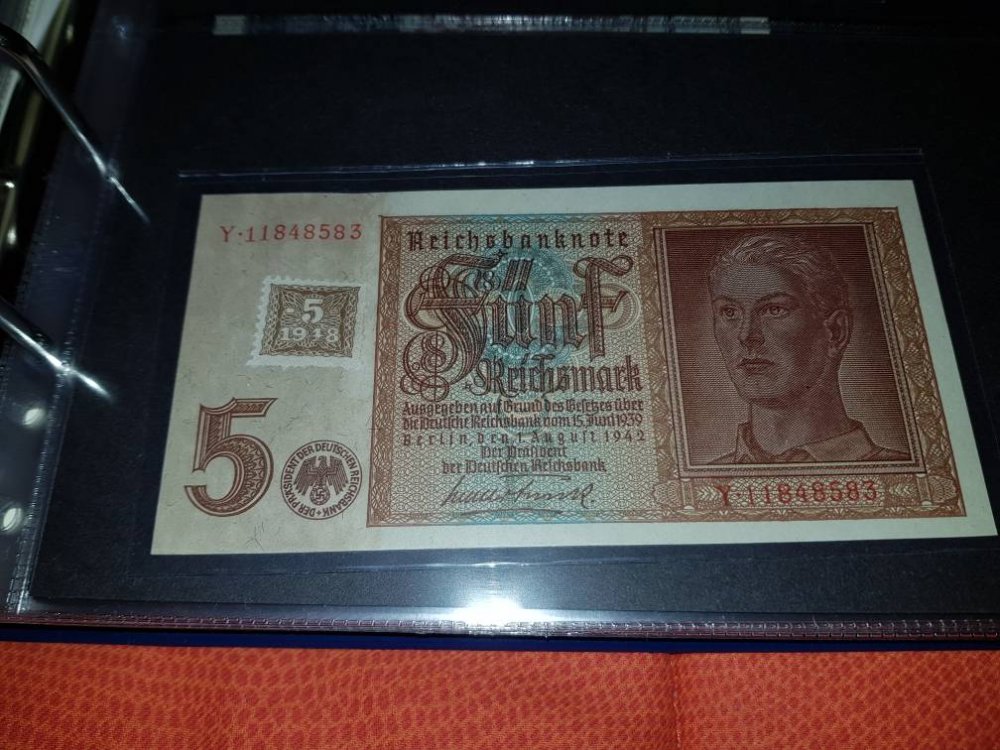 Y·11848583
Reichsbanknote
5
1948
Fünf
Reichsmark
Ausgegeben auf Grund des Gesetzes über
die Deutsche Reichsbank vom 15. Juni 1939
Berlin, den 1. August 1942
Der Präsident
der Deutschen Reichsbank
5
DER PRÄSIDENT DER DEUTSCHEN REICHSBANK
Y·11848583